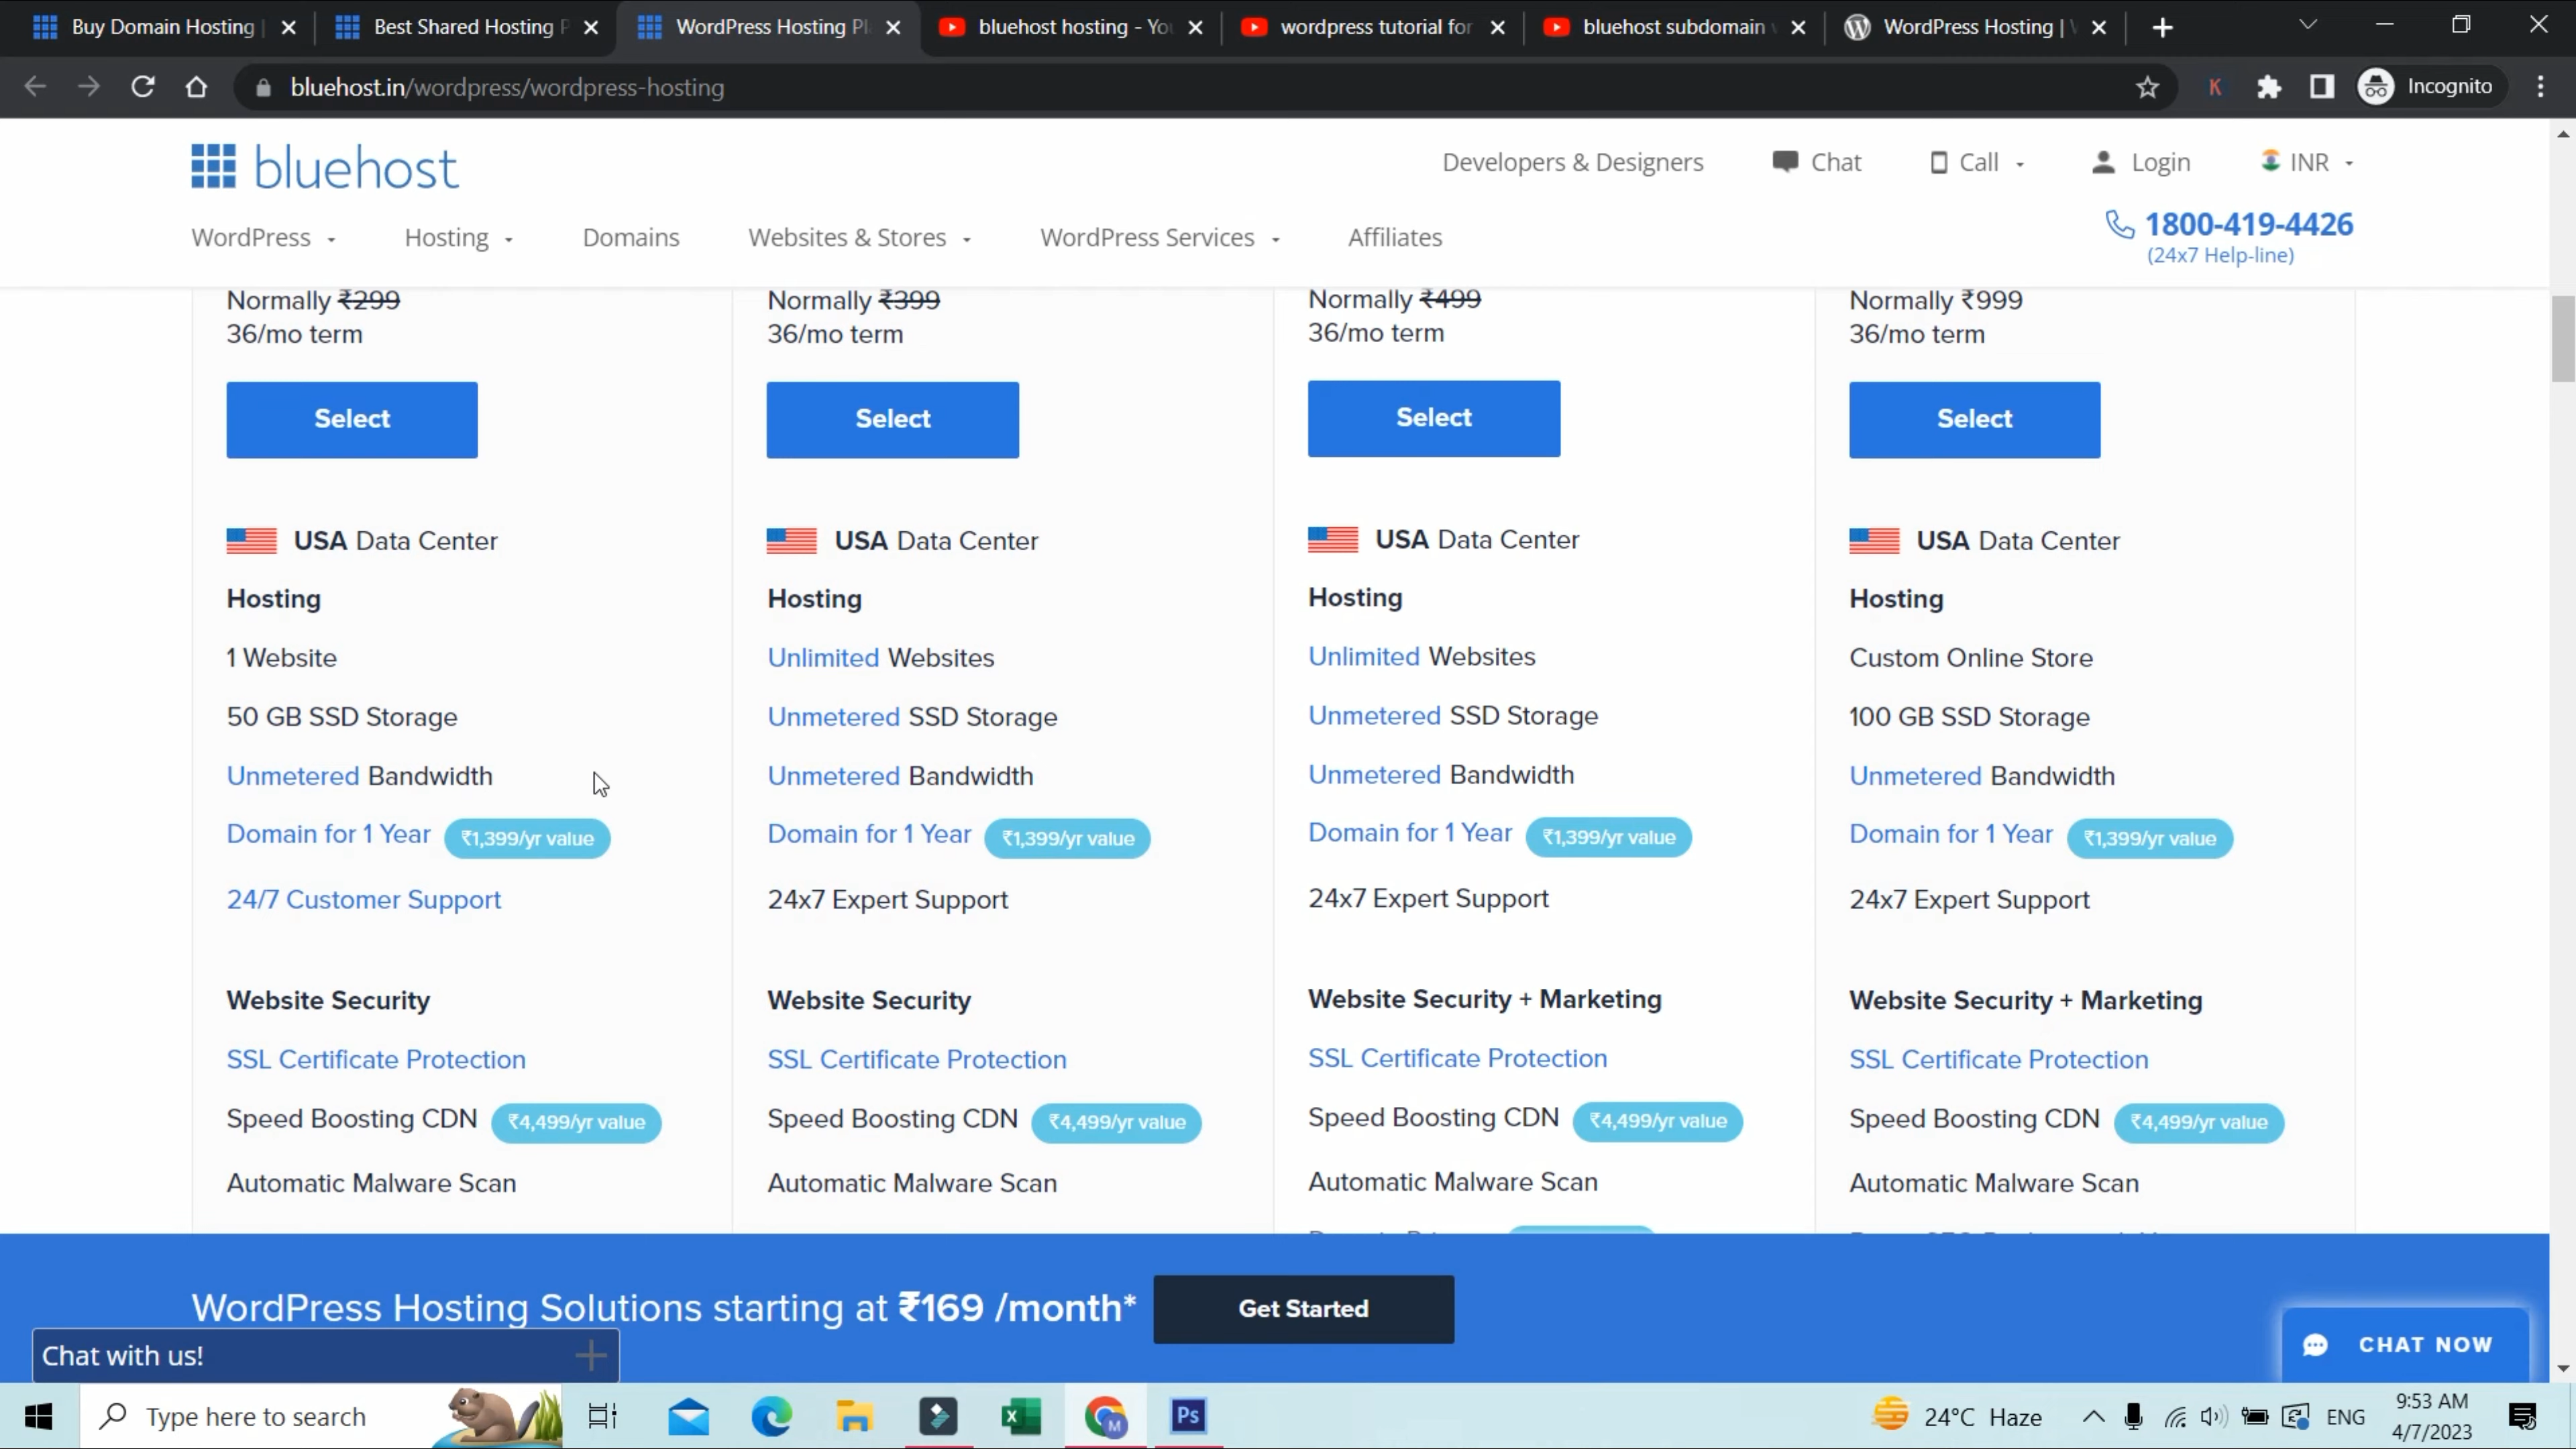 Buy Domain Hosting |
Best Shared Hosting P
WordPress Hosting Pl
bluehost hosting - You
wordpress tutorial for
bluehost subdomain
WordPress Hosting |
bluehost.in/wordpress/wordpress-hosting
K
Incognito
bluehost
Developers & Designers
Chat
Call
Login
INR
WordPress
Hosting
Domains
Websites & Stores
WordPress Services
Affiliates
1800-419-4426
(24x7 Help-line)
Normally ₹299
36/mo term
Select
USA Data Center
Hosting
1 Website
50 GB SSD Storage
Unmetered Bandwidth
Domain for 1 Year ₹1,399/yr value
24/7 Customer Support
Website Security
SSL Certificate Protection
Speed Boosting CDN ₹4,499/yr value
Automatic Malware Scan
Normally ₹399
36/mo term
Select
USA Data Center
Hosting
Unlimited Websites
Unmetered SSD Storage
Unmetered Bandwidth
Domain for 1 Year ₹1,399/yr value
24x7 Expert Support
Website Security
SSL Certificate Protection
Speed Boosting CDN ₹4,499/yr value
Automatic Malware Scan
Normally ₹499
36/mo term
Select
USA Data Center
Hosting
Unlimited Websites
Unmetered SSD Storage
Unmetered Bandwidth
Domain for 1 Year ₹1,399/yr value
24x7 Expert Support
Website Security + Marketing
SSL Certificate Protection
Speed Boosting CDN ₹4,499/yr value
Automatic Malware Scan
Normally ₹999
36/mo term
Select
USA Data Center
Hosting
Custom Online Store
100 GB SSD Storage
Unmetered Bandwidth
Domain for 1 Year ₹1,399/yr value
24x7 Expert Support
Website Security + Marketing
SSL Certificate Protection
Speed Boosting CDN ₹4,499/yr value
Automatic Malware Scan
WordPress Hosting Solutions starting at ₹169 /month*
Get Started
Chat with us!
CHAT NOW
Type here to search
X
M
Ps
24°C Haze
ENG
9:53 AM
4/7/2023